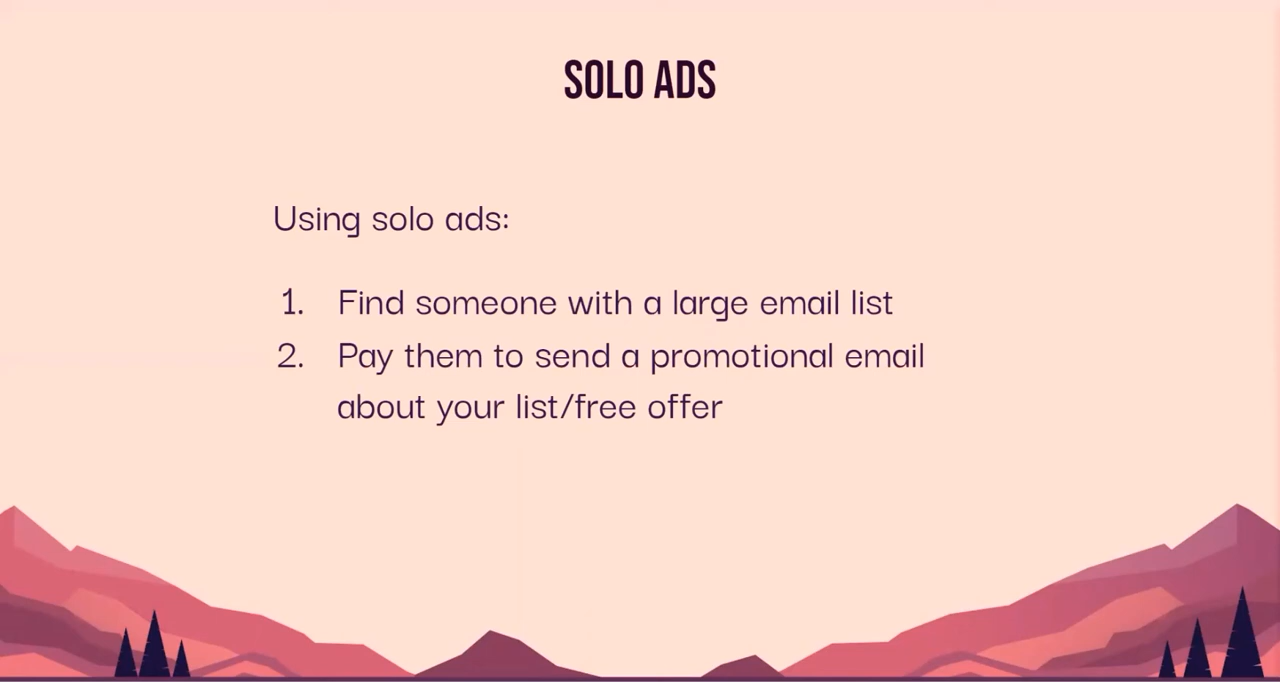 SOLO ADS
Using solo ads:
1. Find someone with a large email list
2. Pay them to send a promotional email
about your list/free offer